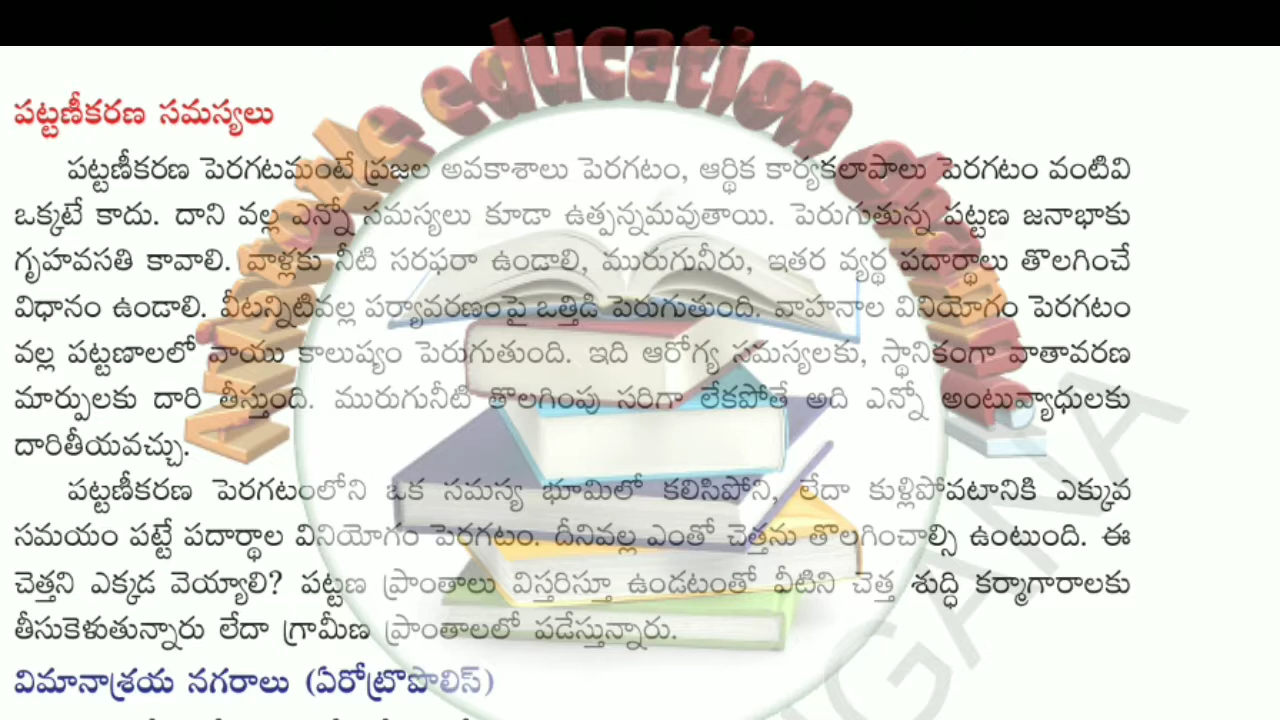 పట్టణీకరణ సమస్యలు
పట్టణీకరణ పెరగటమంటే ప్రజల అవకాశాలు పెరగటం, ఆర్థిక కార్యకలాపాలు పెరగటం వంటివి
ఒక్కటే కాదు. దాని వల్ల ఎన్నో సమస్యలు కూడా ఉత్పన్నమవుతాయి. పెరుగుతున్న పట్టణ జనాభాకు
గృహవసతి కావాలి. వాళ్లకు నీటి సరఫరా ఉండాలి, మురుగునీరు, ఇతర వ్యర్థ పదార్థాలు తొలగించే
విధానం ఉండాలి. వీటన్నిటివల్ల పర్యావరణంపై ఒత్తిడి పెరుగుతుంది. వాహనాల వినియోగం పెరగటం
వల్ల పట్టణాలలో వాయు కాలుష్యం పెరుగుతుంది. ఇది ఆరోగ్య సమస్యలకు, స్థానికంగా వాతావరణ
మార్పులకు దారి తీస్తుంది. మురుగునీటి తొలగింపు సరిగా లేకపోతే అది ఎన్నో అంటువ్యాధులకు
దారితీయవచ్చు.
పట్టణీకరణ పెరగటంలోని ఒక సమస్య భూమిలో కలిసిపోని, లేదా కుళ్లిపోవటానికి ఎక్కువ
సమయం పట్టే పదార్థాల వినియోగం పెరగటం. దీనివల్ల ఎంతో చెత్తను తొలగించాల్సి ఉంటుంది. ఈ
చెత్తని ఎక్కడ వెయ్యాలి? పట్టణ ప్రాంతాలు విస్తరిస్తూ ఉండటంతో వీటిని చెత్త శుద్ధి కర్మాగారాలకు
తీసుకెళుతున్నారు లేదా గ్రామీణ ప్రాంతాలలో పడేస్తున్నారు.
విమానాశ్రయ నగరాలు (ఏరోట్రొపొలిస్)
education